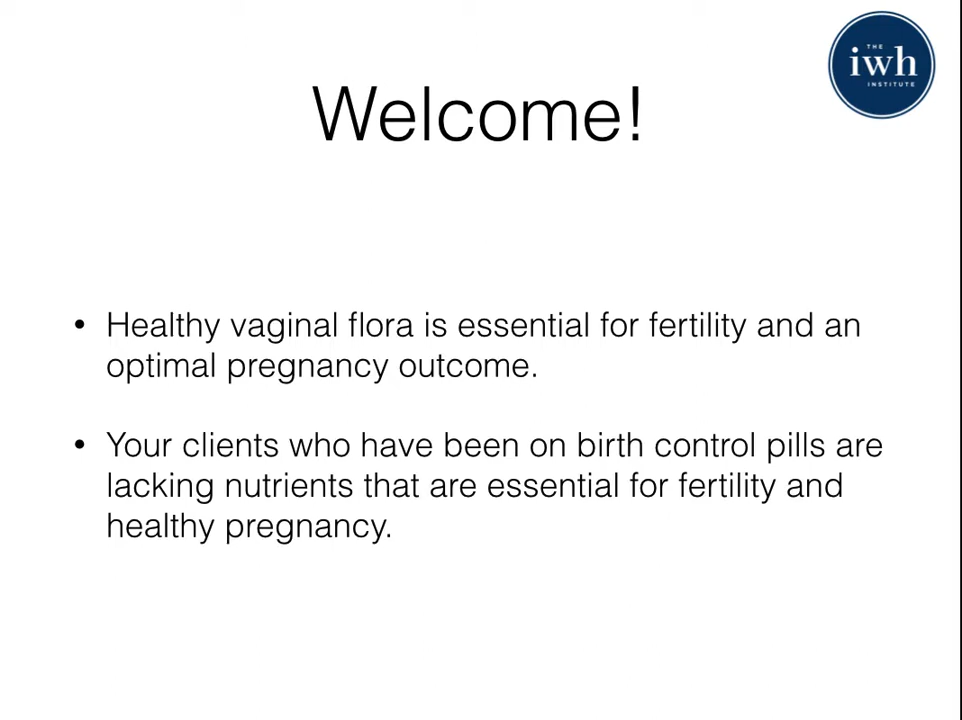 THE
iwh
INSTITUTE
Welcome!
• Healthy vaginal flora is essential for fertility and an
optimal pregnancy outcome.
• Your clients who have been on birth control pills are
lacking nutrients that are essential for fertility and
healthy pregnancy.